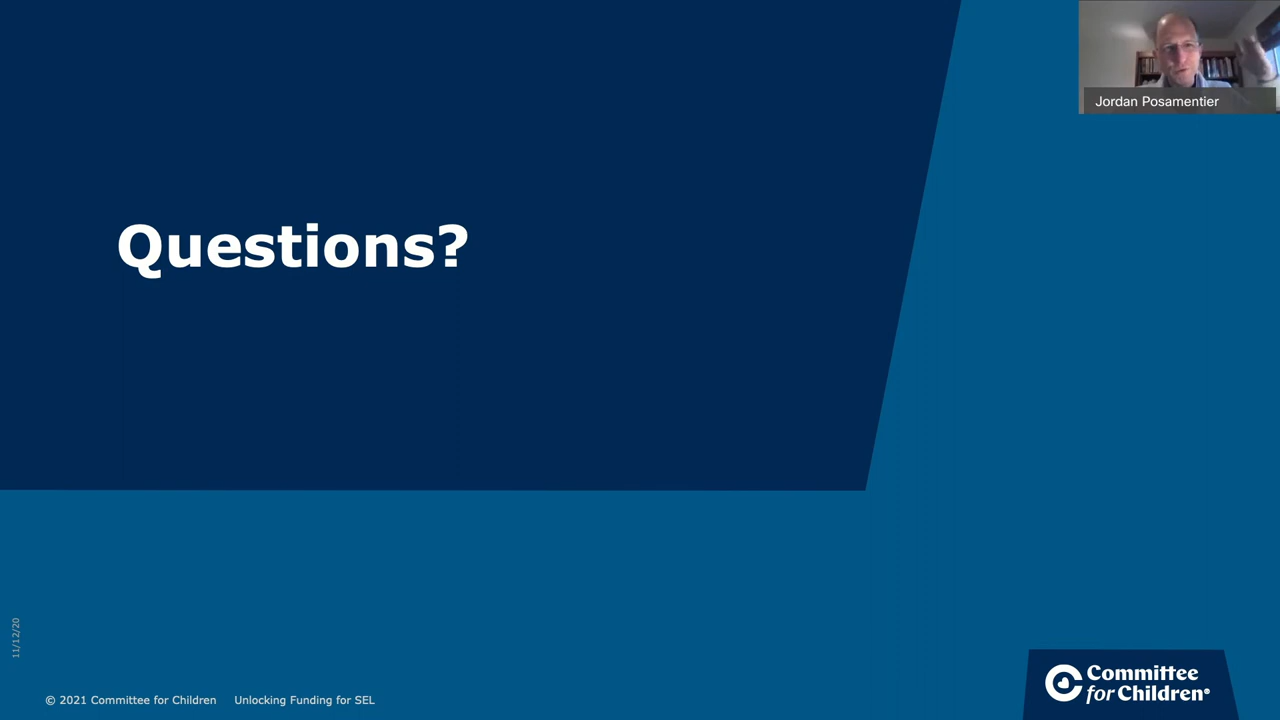 Jordan Posamentier
Questions?
11/12/20
© 2021 Committee for Children Unlocking Funding for SEL
Committee
for Children®